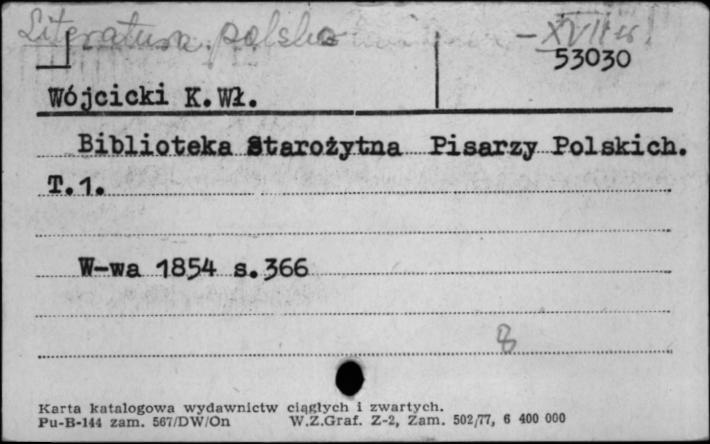 Literatura polska – XVII w.
53030
Wójcicki K.Wł.
Biblioteka Starożytna Pisarzy Polskich.
T.1.
W-wa 1854 s.366
8
Karta katalogowa wydawnictw ciągłych i zwartych.
Pu-B-144 zam. 567/DW/On W.Z.Graf. Z-2, Zam. 502/77, 6 400 000